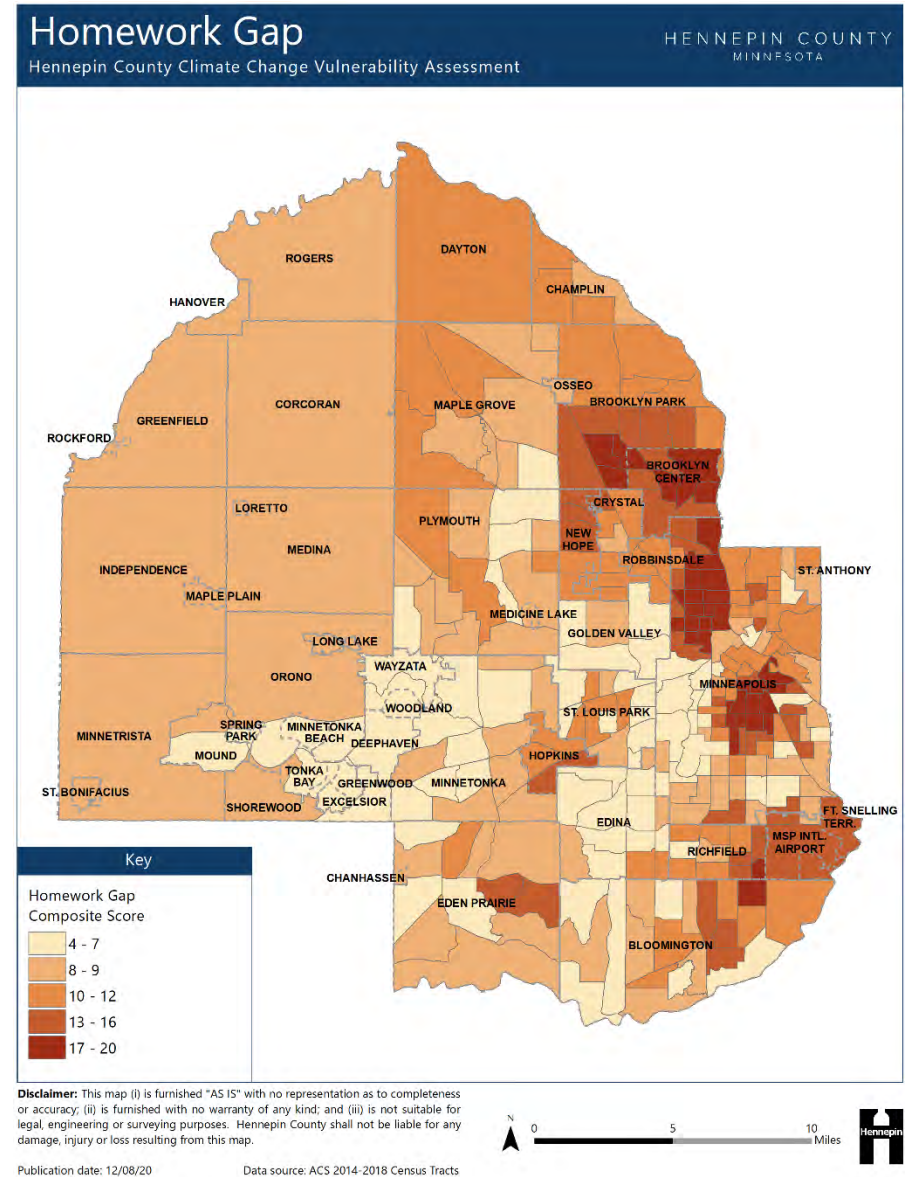 Homework Gap
Hennepin County Climate Change Vulnerability Assessment
HENNEPIN COUNTY
MINNESOTA
ROGERS
DAYTON
HANOVER
CHAMPLIN
OSSEO
CORCORAN
MAPLE GROVE
BROOKLYN PARK
GREENFIELD
ROCKFORD
BROOKLYN
CENTER
LORETTO
CRYSTAL
PLYMOUTH
NEW
HOPE
MEDINA
ROBBINSDALE
INDEPENDENCE
ST. ANTHONY
MAPLE PLAIN
MEDICINE LAKE
GOLDEN VALLEY
LONG LAKE
WAYZATA
ORONO
MINNEAPOLIS
WOODLAND
ST. LOUIS PARK
SPRING
PARK
MINNETONKA
BEACH
MINNETRISTA
DEEPHAVEN
MOUND
HOPKINS
TONKA
BAY
GREENWOOD
MINNETONKA
ST. BONIFACIUS
EXCELSIOR
SHOREWOOD
FT. SNELLING
TERR.
EDINA
MSP INTL.
AIRPORT
RICHFIELD
CHANHASSEN
EDEN PRAIRIE
BLOOMINGTON
Key
Homework Gap
Composite Score
4 - 7
8 - 9
10 - 12
13 - 16
17 - 20
Disclaimer: This map (i) is furnished "AS IS" with no representation as to completeness
or accuracy; (ii) is furnished with no warranty of any kind; and (iii) is not suitable for
legal, engineering or surveying purposes. Hennepin County shall not be liable for any
damage, injury or loss resulting from this map.
Publication date: 12/08/20
Data source: ACS 2014-2018 Census Tracts
N
0 5 10
Miles
Hennepin